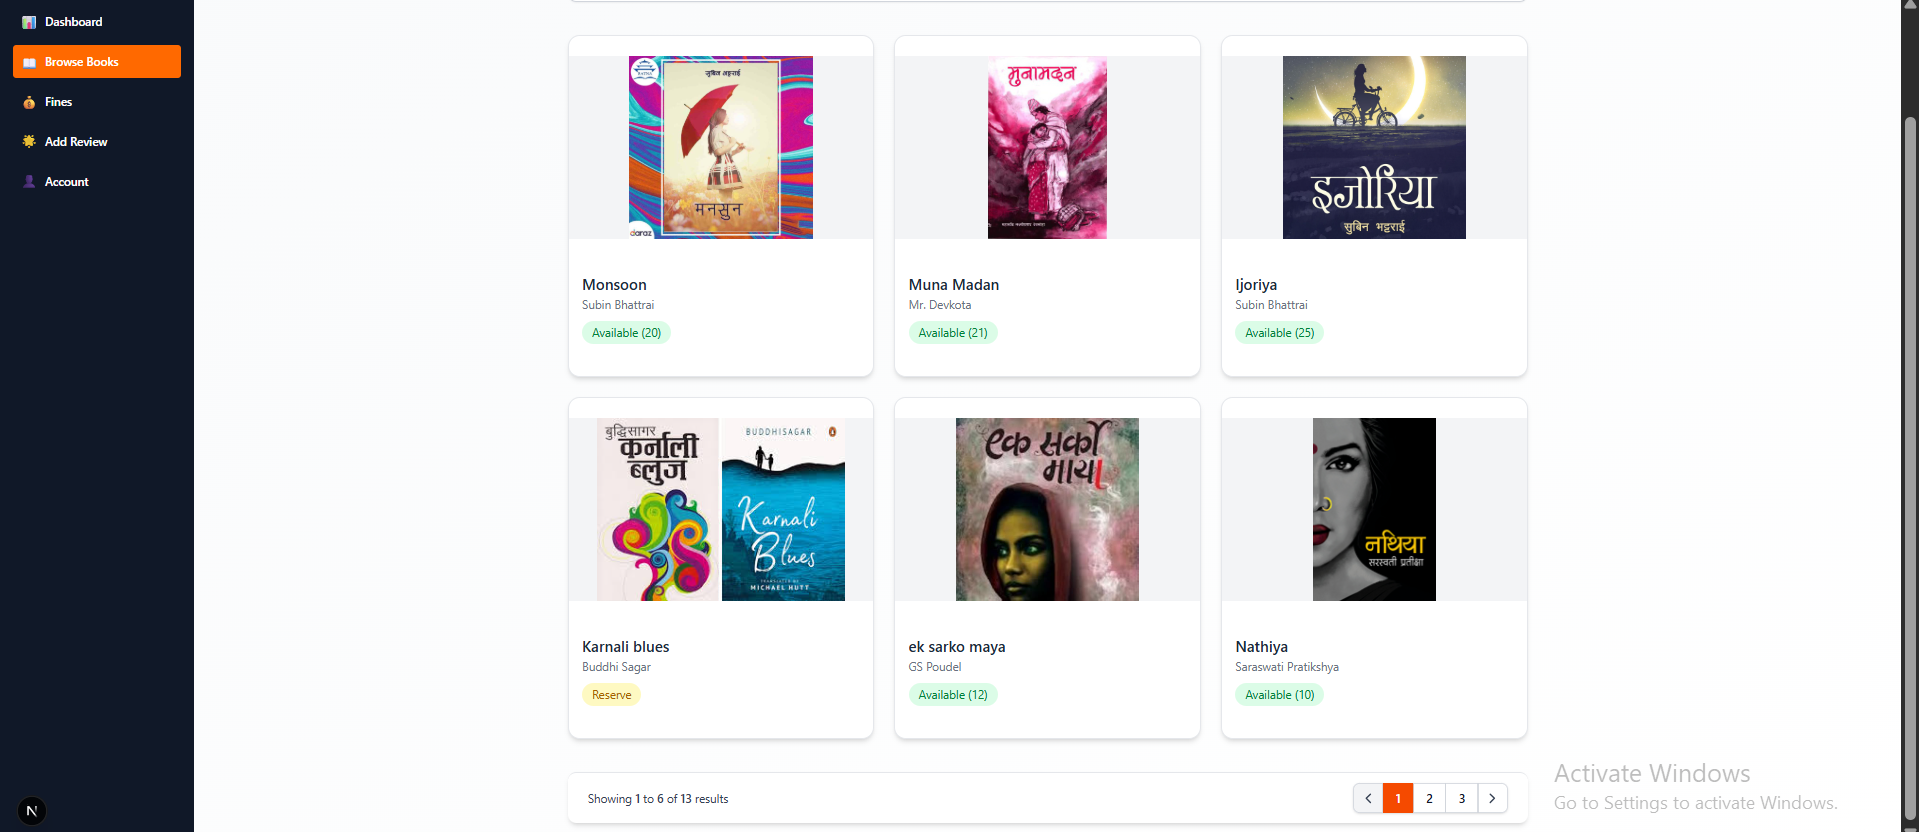 Dashboard
Browse Books
Fines
Add Review
Account
सुबिन भट्टराई
मनसुन
daraz
Monsoon
Subin Bhattrai
Available (20)
मुनामदन
Muna Madan
Mr. Devkota
Available (21)
इजोरिया
सुबिन भट्टराई
Ijoriya
Subin Bhattrai
Available (25)
बुद्धिसागर
कर्नाली
ब्लुज
BUDDHISAGAR
Karnali
Blues
TRANSLATED BY
MICHAEL HUTT
Karnali blues
Buddhi Sagar
Reserve
एक सर्को
माया
ek sarko maya
GS Poudel
Available (12)
नथिया
सरस्वती प्रतीक्षा
Nathiya
Saraswati Pratikshya
Available (10)
Showing 1 to 6 of 13 results
1 2 3
N
Activate Windows
Go to Settings to activate Windows.